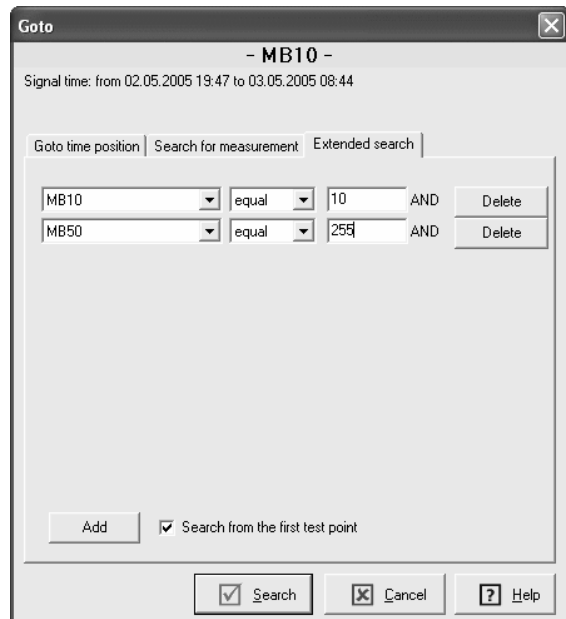 Goto
- MB10 -
Signal time: from 02.05.2005 19:47 to 03.05.2005 08:44
Goto time position Search for measurement Extended search
MB10 equal 10 AND Delete
MB50 equal 255 AND Delete
Add Search from the first test point
Search Cancel ? Help